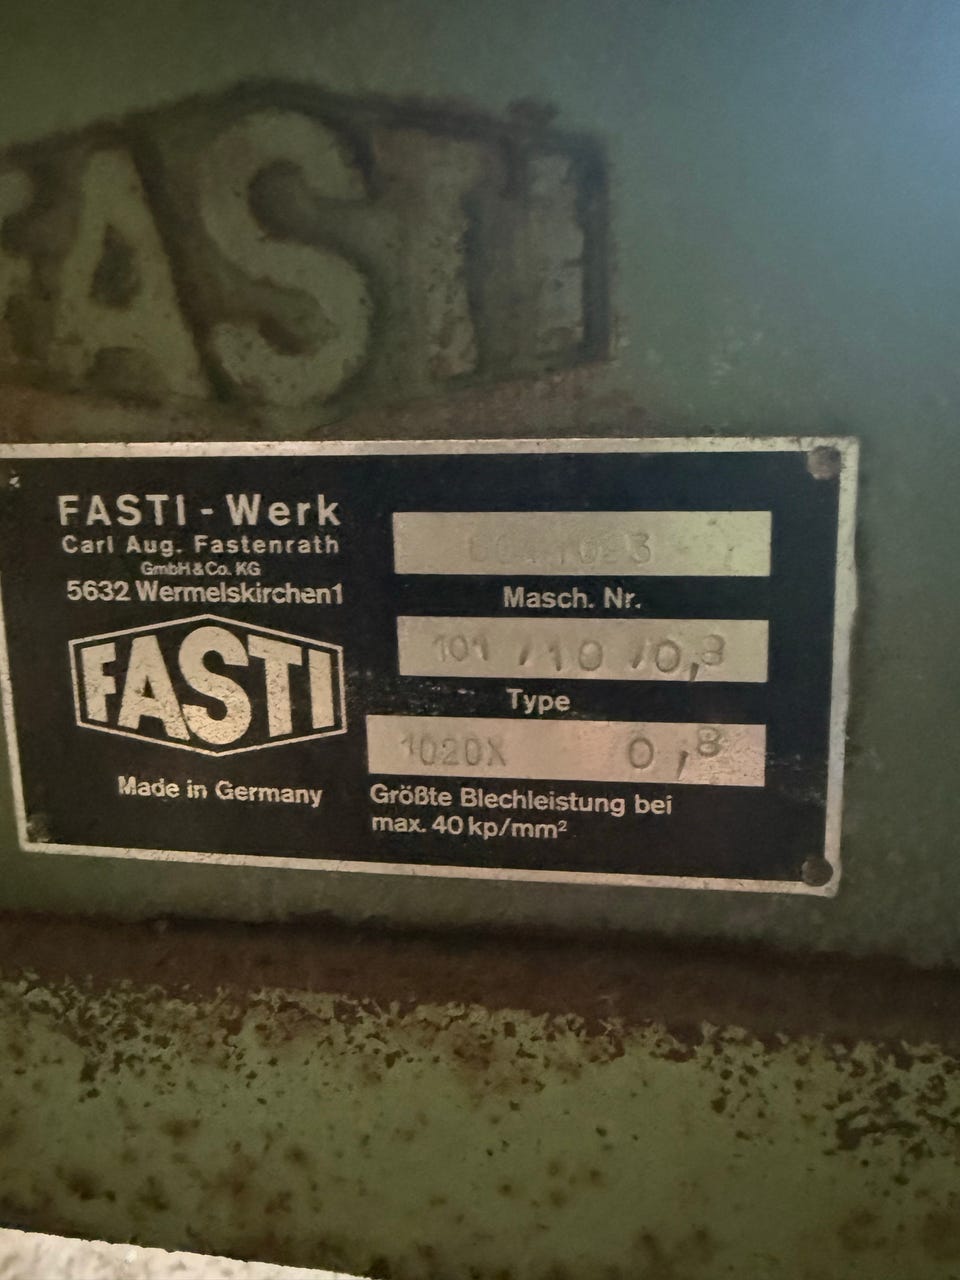 FASTI
FASTI - Werk
Carl Aug. Fastenrath
GmbH & Co. KG
5632 Wermelskirchen1
FASTI
Made in Germany
Masch. Nr.
101 /10 /0,8
Type
1020X 0,8
Größte Blechleistung bei
max. 40 kp/mm²